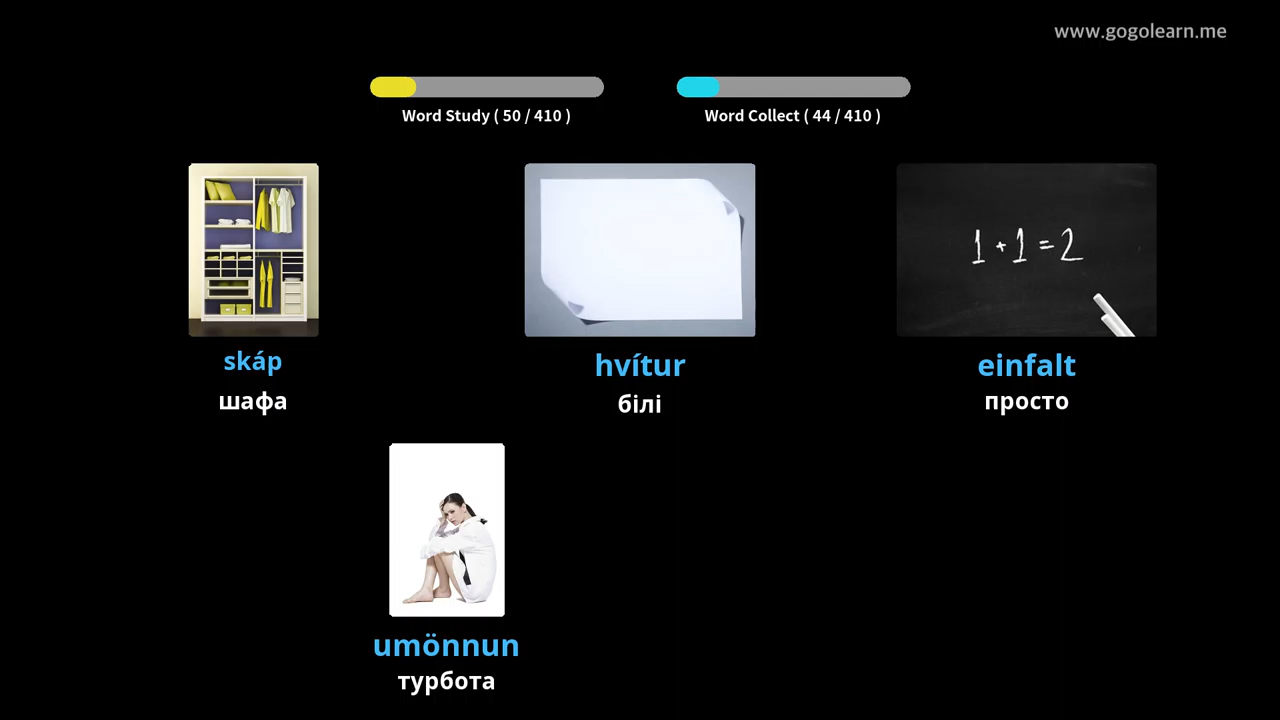 www.gogolearn.me
Word Study ( 50 / 410 )
Word Collect ( 44 / 410 )
1 + 1 = 2
skáp
шафа
hvítur
білі
einfalt
просто
umönnun
турбота